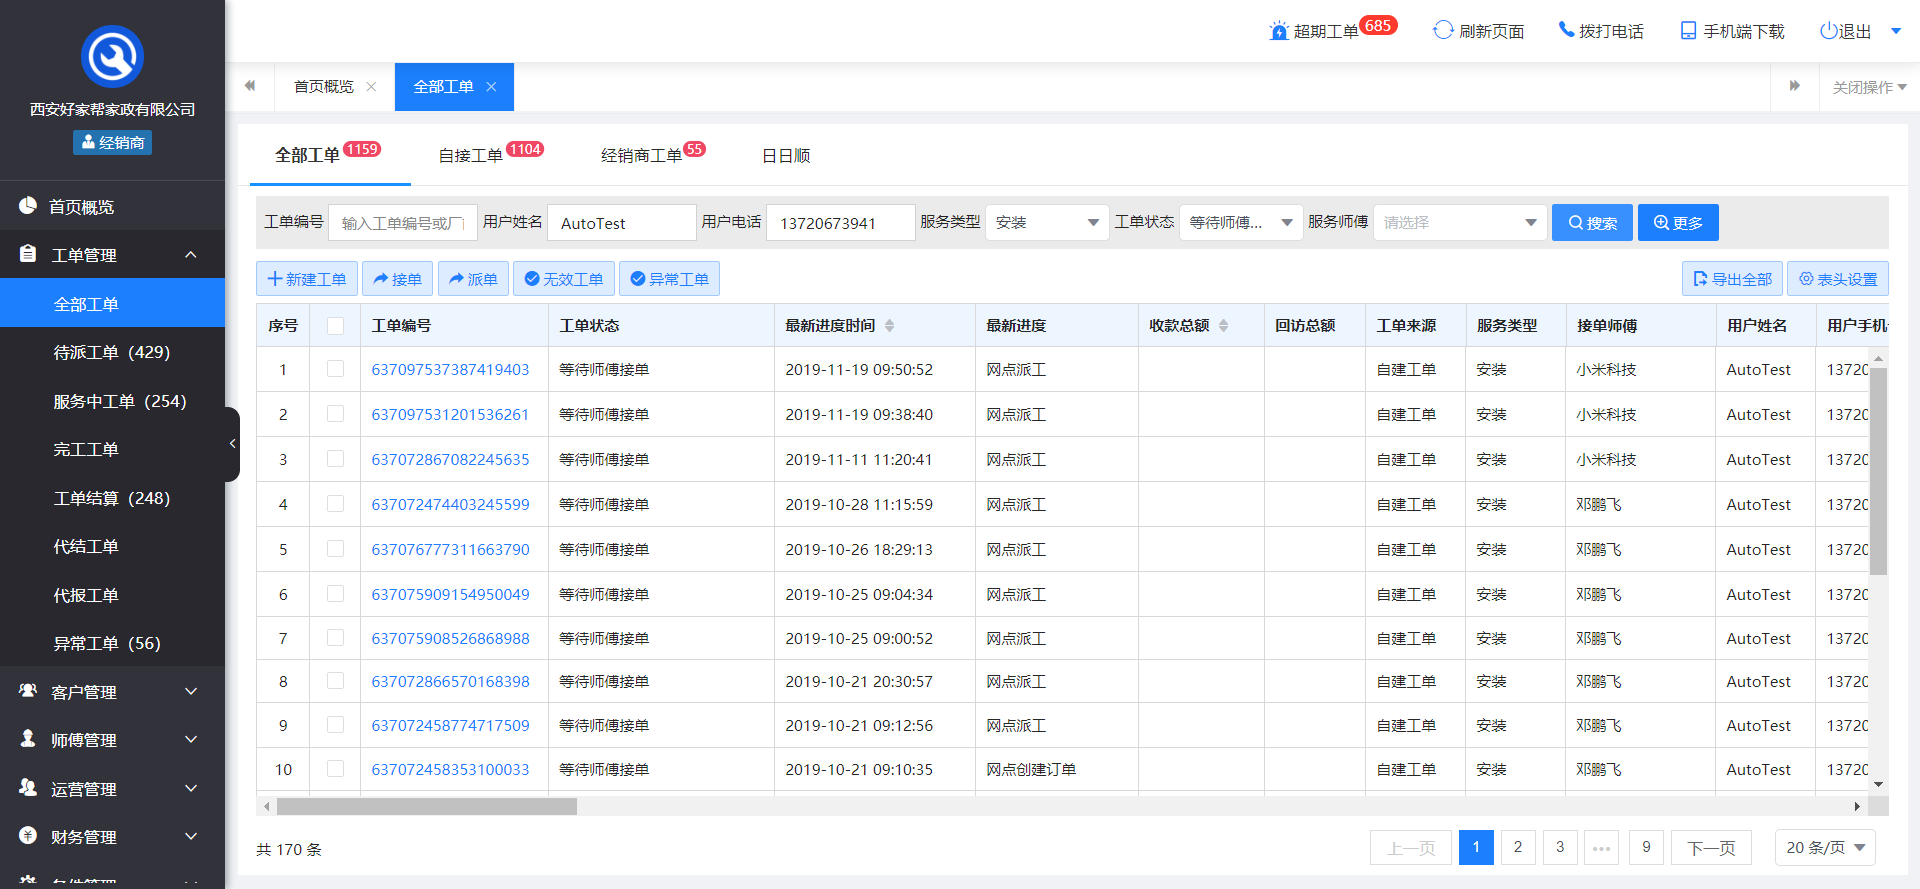 西安好家帮家政有限公司
经销商
首页概览
工单管理
全部工单
待派工单（429）
服务中工单（254）
完工工单
工单结算（248）
代结工单
代报工单
异常工单（56）
客户管理
师傅管理
运营管理
财务管理
超期工单 685 刷新页面 拨打电话 手机端下载 退出
首页概览 全部工单 关闭操作
全部工单 1159 自接工单 1104 经销商工单 55 日日顺
工单编号 输入工单编号或厂 用户姓名 AutoTest 用户电话 13720673941 服务类型 安装 工单状态 等待师傅... 服务师傅 请选择 搜索 更多
新建工单 接单 派单 无效工单 异常工单 导出全部 表头设置
序号 工单编号 工单状态 最新进度时间 最新进度 收款总额 回访总额 工单来源 服务类型 接单师傅 用户姓名 用户手机
1 637097537387419403 等待师傅接单 2019-11-19 09:50:52 网点派工 自建工单 安装 小米科技 AutoTest 13720
2 637097531201536261 等待师傅接单 2019-11-19 09:38:40 网点派工 自建工单 安装 小米科技 AutoTest 13720
3 637072867082245635 等待师傅接单 2019-11-11 11:20:41 网点派工 自建工单 安装 小米科技 AutoTest 13720
4 637072474403245599 等待师傅接单 2019-10-28 11:15:59 网点派工 自建工单 安装 邓鹏飞 AutoTest 13720
5 637076777311663790 等待师傅接单 2019-10-26 18:29:13 网点派工 自建工单 安装 邓鹏飞 AutoTest 13720
6 637075909154950049 等待师傅接单 2019-10-25 09:04:34 网点派工 自建工单 安装 邓鹏飞 AutoTest 13720
7 637075908526868988 等待师傅接单 2019-10-25 09:00:52 网点派工 自建工单 安装 邓鹏飞 AutoTest 13720
8 637072866570168398 等待师傅接单 2019-10-21 20:30:57 网点派工 自建工单 安装 邓鹏飞 AutoTest 13720
9 637072458774717509 等待师傅接单 2019-10-21 09:12:56 网点派工 自建工单 安装 邓鹏飞 AutoTest 13720
10 637072458353100033 等待师傅接单 2019-10-21 09:10:35 网点创建订单 自建工单 安装 邓鹏飞 AutoTest 13720
共 170 条 上一页 1 2 3 ••• 9 下一页 20 条/页